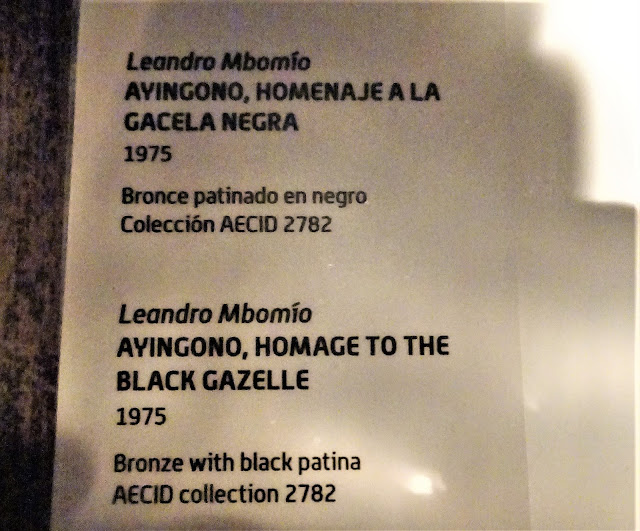 Leandro Mbomío
AYINGONO, HOMENAJE A LA
GACELA NEGRA
1975
Bronce patinado en negro
Colección AECID 2782
Leandro Mbomío
AYINGONO, HOMAGE TO THE
BLACK GAZELLE
1975
Bronze with black patina
AECID collection 2782